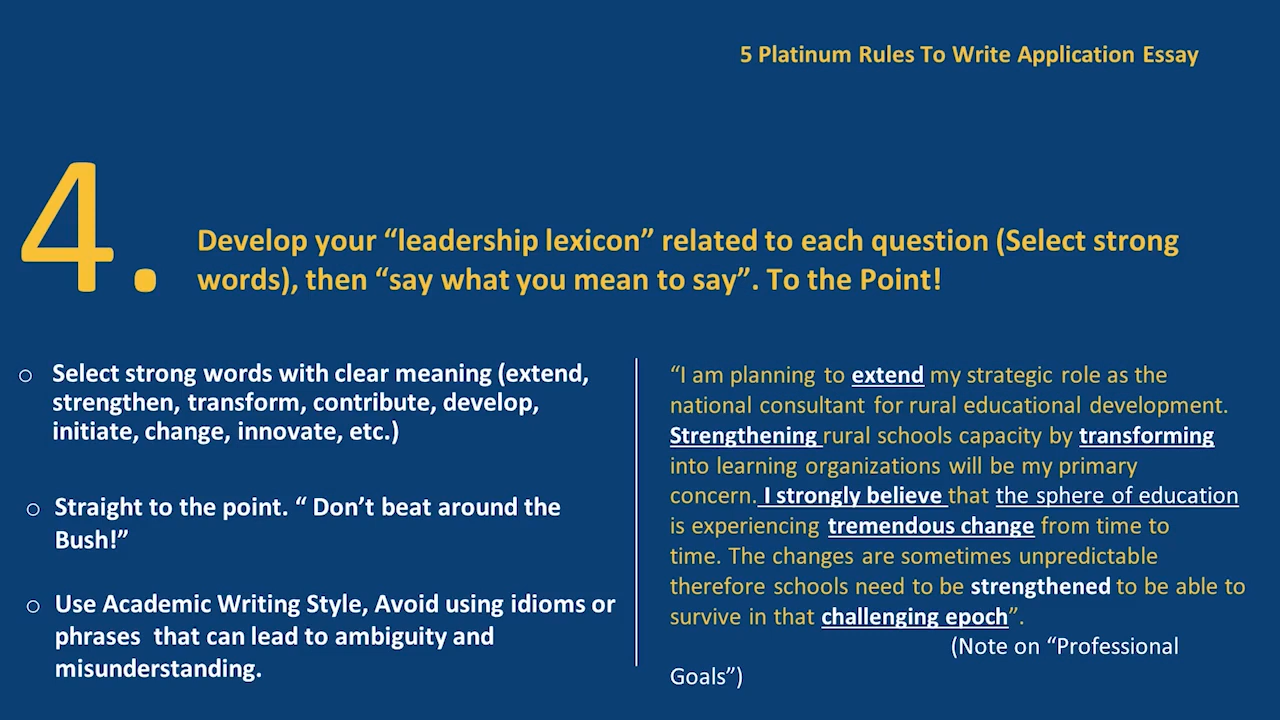 5 Platinum Rules To Write Application Essay
4.
Develop your “leadership lexicon” related to each question (Select strong
words), then “say what you mean to say”. To the Point!
o Select strong words with clear meaning (extend,
strengthen, transform, contribute, develop,
initiate, change, innovate, etc.)
o Straight to the point. “ Don’t beat around the
Bush!”
o Use Academic Writing Style, Avoid using idioms or
phrases  that can lead to ambiguity and
misunderstanding.
“I am planning to extend my strategic role as the
national consultant for rural educational development.
Strengthening rural schools capacity by transforming
into learning organizations will be my primary
concern. I strongly believe that the sphere of education
is experiencing tremendous change from time to
time. The changes are sometimes unpredictable
therefore schools need to be strengthened to be able to
survive in that challenging epoch”.
(Note on “Professional
Goals”)